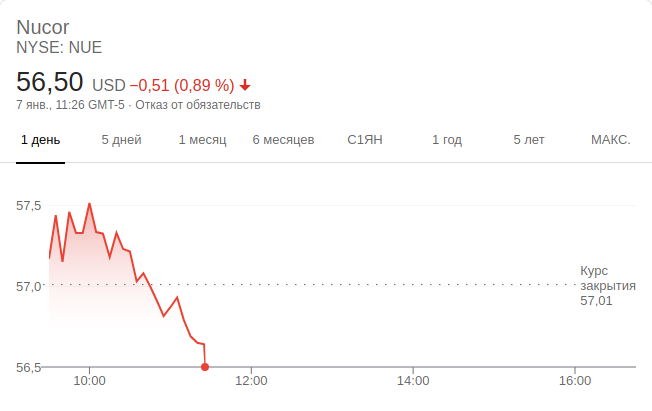 Nucor
NYSE: NUE
56,50 USD −0,51 (0,89 %)
7 янв., 11:26 GMT-5 · Отказ от обязательств
1 день 5 дней 1 месяц 6 месяцев С1ЯН 1 год 5 лет МАКС.
57,5
57,0
56,5
Курс
закрытия
57,01
10:00 12:00 14:00 16:00